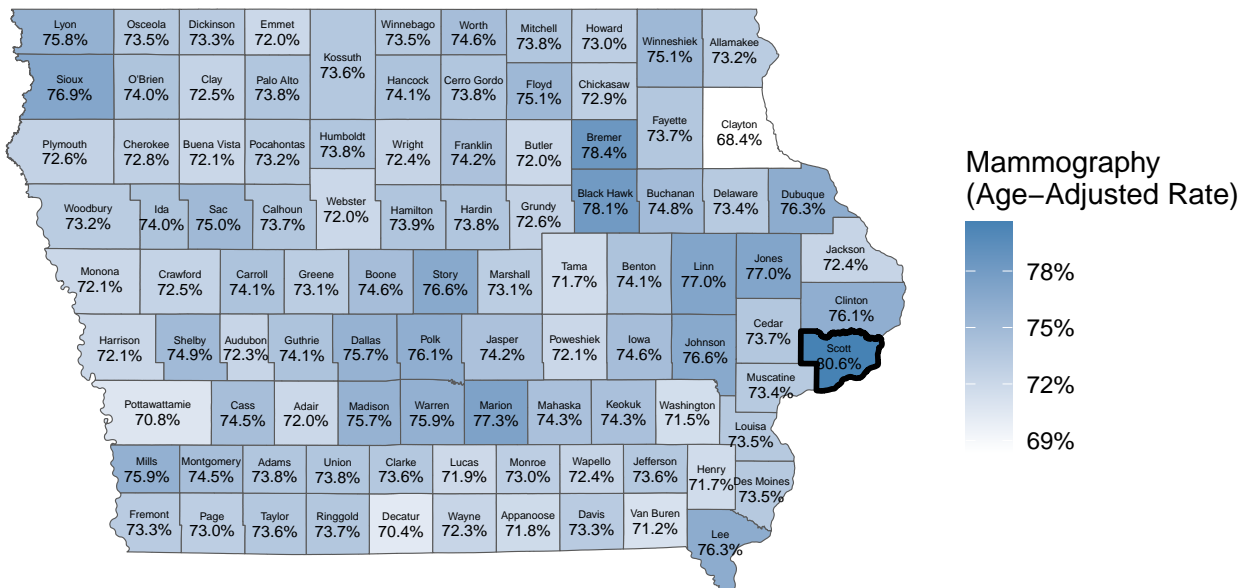 Lyon
75.8%
Osceola
73.5%
Dickinson
73.3%
Emmet
72.0%
Kossuth
73.6%
Winnebago
73.5%
Worth
74.6%
Mitchell
73.8%
Howard
73.0%
Winneshiek
75.1%
Allamakee
73.2%
Sioux
76.9%
O'Brien
74.0%
Clay
72.5%
Palo Alto
73.8%
Hancock
74.1%
Cerro Gordo
73.8%
Floyd
75.1%
Chickasaw
72.9%
Fayette
73.7%
Clayton
68.4%
Plymouth
72.6%
Cherokee
72.8%
Buena Vista
72.1%
Pocahontas
73.2%
Humboldt
73.8%
Wright
72.4%
Franklin
74.2%
Butler
72.0%
Bremer
78.4%
Woodbury
73.2%
Ida
74.0%
Sac
75.0%
Calhoun
73.7%
Webster
72.0%
Hamilton
73.9%
Hardin
73.8%
Grundy
72.6%
Black Hawk
78.1%
Buchanan
74.8%
Delaware
73.4%
Dubuque
76.3%
Monona
72.1%
Crawford
72.5%
Carroll
74.1%
Greene
73.1%
Boone
74.6%
Story
76.6%
Marshall
73.1%
Tama
71.7%
Benton
74.1%
Linn
77.0%
Jones
77.0%
Jackson
72.4%
Clinton
76.1%
Harrison
72.1%
Shelby
74.9%
Audubon
72.3%
Guthrie
74.1%
Dallas
75.7%
Polk
76.1%
Jasper
74.2%
Poweshiek
72.1%
Iowa
74.6%
Johnson
76.6%
Cedar
73.7%
Scott
80.6%
Muscatine
73.4%
Pottawattamie
70.8%
Cass
74.5%
Adair
72.0%
Madison
75.7%
Warren
75.9%
Marion
77.3%
Mahaska
74.3%
Keokuk
74.3%
Washington
71.5%
Louisa
73.5%
Mills
75.9%
Montgomery
74.5%
Adams
73.8%
Union
73.8%
Clarke
73.6%
Lucas
71.9%
Monroe
73.0%
Wapello
72.4%
Jefferson
73.6%
Henry
71.7%
Des Moines
73.5%
Fremont
73.3%
Page
73.0%
Taylor
73.6%
Ringgold
73.7%
Decatur
70.4%
Wayne
72.3%
Appanoose
71.8%
Davis
73.3%
Van Buren
71.2%
Lee
76.3%
Mammography
(Age−Adjusted Rate)
78%
75%
72%
69%